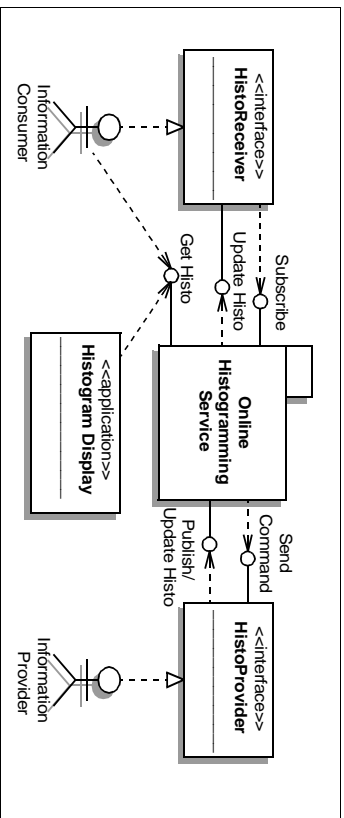 <<interface>>
HistoReceiver
Subscribe
Update Histo
Get Histo
Information
Consumer
Online
Histogramming
Service
<<application>>
Histogram Display
Send
Command
Publish/
Update Histo
<<interface>>
HistoProvider
Information
Provider